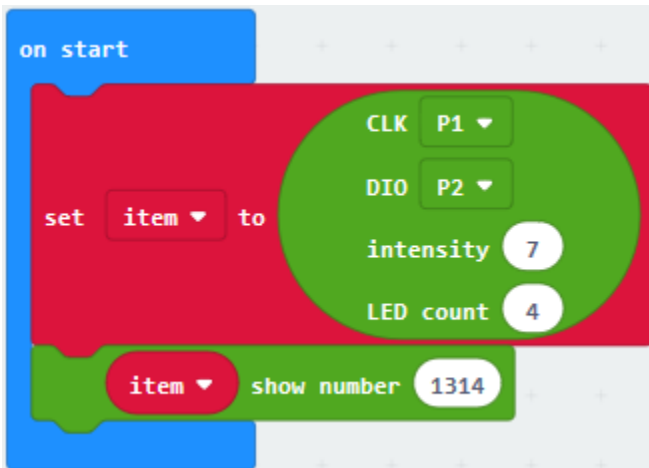 on start
CLK P1
DIO P2
set item to
intensity 7
LED count 4
item show number 1314